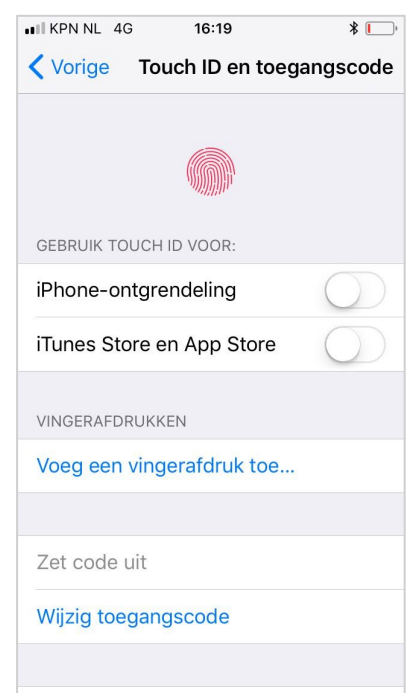 KPN NL 4G 16:19
Vorige Touch ID en toegangscode
GEBRUIK TOUCH ID VOOR:
iPhone-ontgrendeling
iTunes Store en App Store
VINGERAFDRUKKEN
Voeg een vingerafdruk toe...
Zet code uit
Wijzig toegangscode